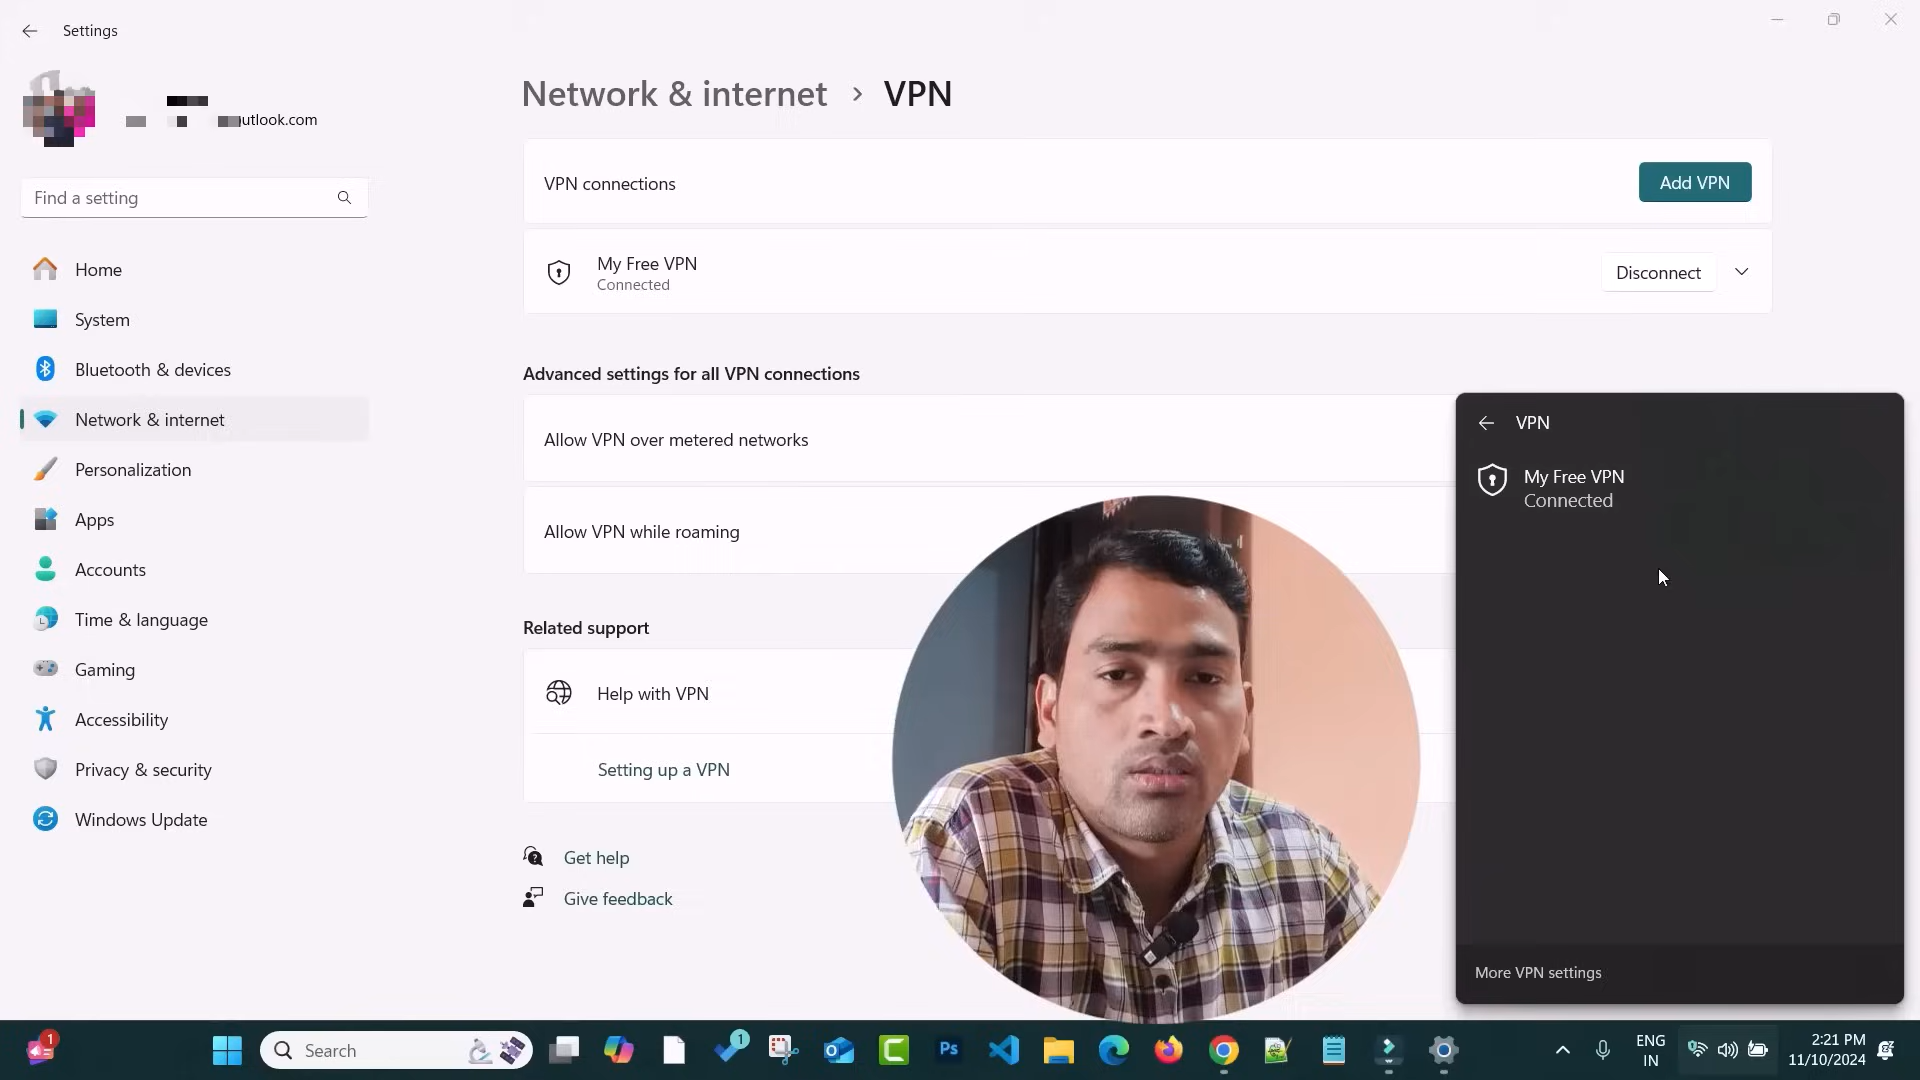 Settings
utlook.com
Find a setting
Home
System
Bluetooth & devices
Network & internet
Personalization
Apps
Accounts
Time & language
Gaming
Accessibility
Privacy & security
Windows Update
Network & internet > VPN
VPN connections
Add VPN
My Free VPN
Connected
Disconnect
Advanced settings for all VPN connections
Allow VPN over metered networks
Allow VPN while roaming
Related support
Help with VPN
Setting up a VPN
Get help
Give feedback
VPN
My Free VPN
Connected
More VPN settings
1
Search
1
Ps
ENG
IN
2:21 PM
11/10/2024